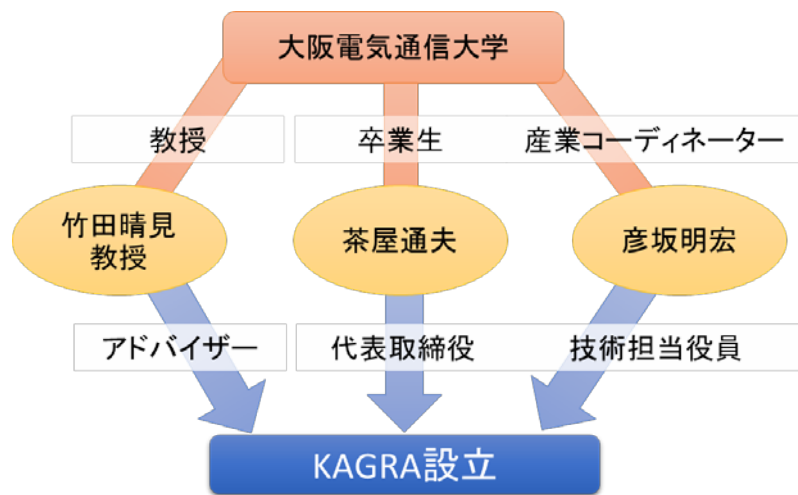 大阪電気通信大学
教授
卒業生
産業コーディネーター
竹田晴見
教授
茶屋通夫
彦坂明宏
アドバイザー
代表取締役
技術担当役員
KAGRA設立